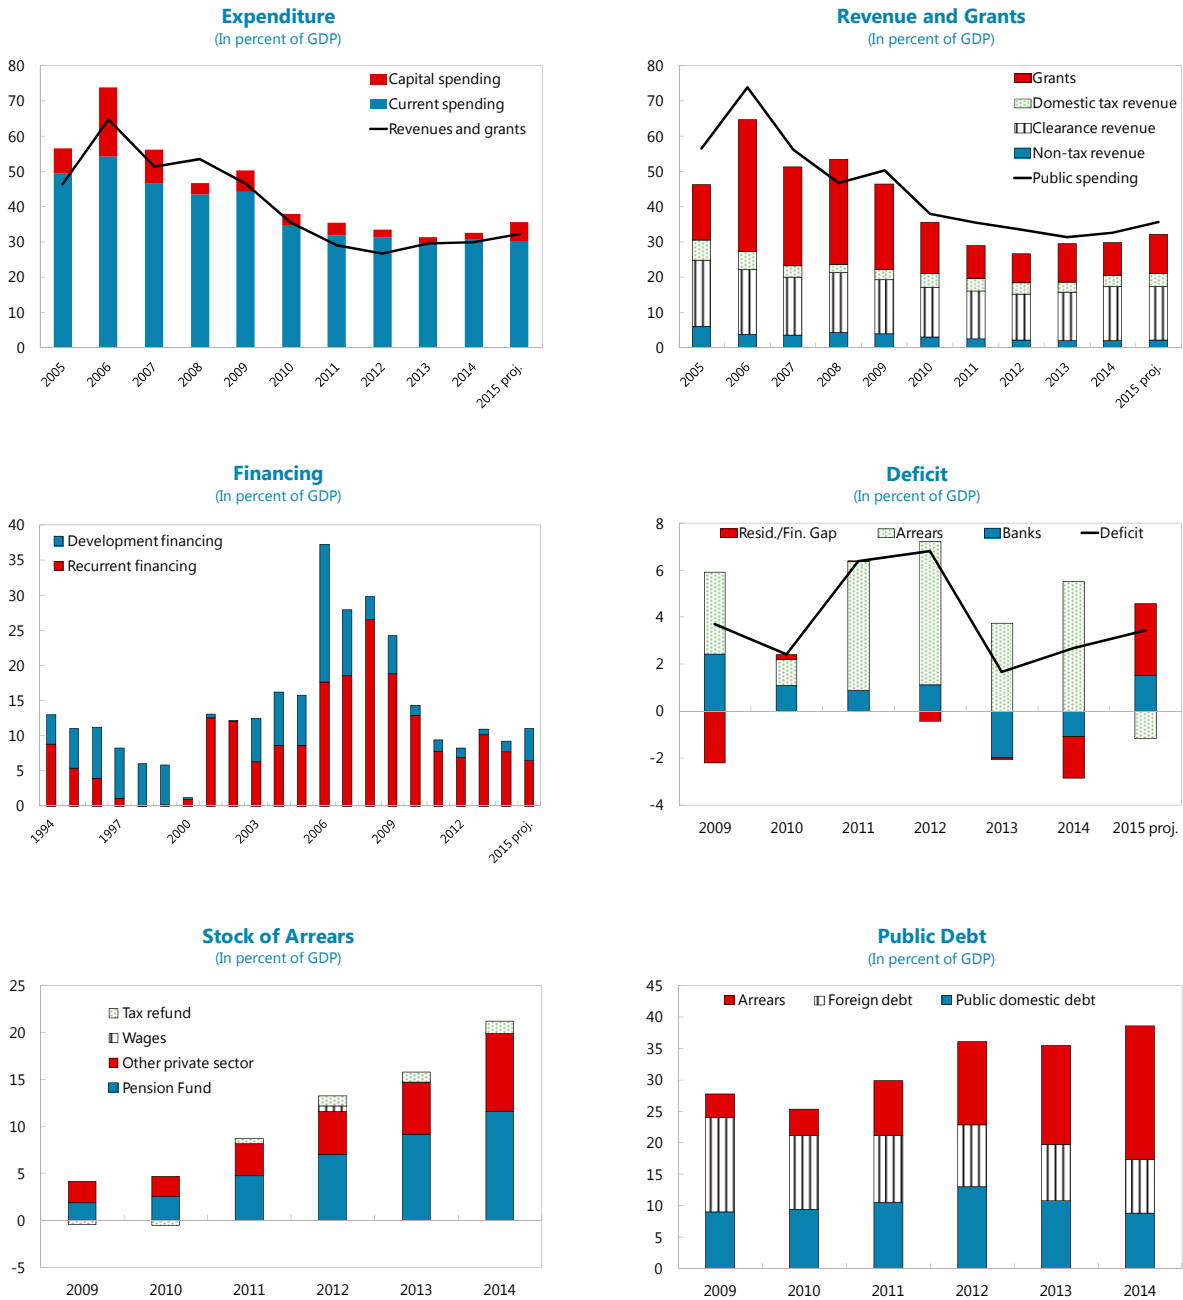 Expenditure
(In percent of GDP)
80
70
60
50
40
30
20
10
0
Capital spending
Current spending
Revenues and grants
2005
2006
2007
2008
2009
2010
2011
2012
2013
2014
2015 proj.
Revenue and Grants
(In percent of GDP)
80
70
60
50
40
30
20
10
0
Grants
Domestic tax revenue
Clearance revenue
Non-tax revenue
Public spending
2005
2006
2007
2008
2009
2010
2011
2012
2013
2014
2015 proj.
Financing
(In percent of GDP)
40
35
30
25
20
15
10
5
0
Development financing
Recurrent financing
1994
1997
2000
2003
2006
2009
2012
2015 proj.
Deficit
(In percent of GDP)
8
6
4
2
0
-2
-4
Resid./Fin. Gap
Arrears
Banks
Deficit
2009
2010
2011
2012
2013
2014
2015 proj.
Stock of Arrears
(In percent of GDP)
25
20
15
10
5
0
-5
Tax refund
Wages
Other private sector
Pension Fund
2009
2010
2011
2012
2013
2014
Public Debt
(In percent of GDP)
45
40
35
30
25
20
15
10
5
0
Arrears
Foreign debt
Public domestic debt
2009
2010
2011
2012
2013
2014